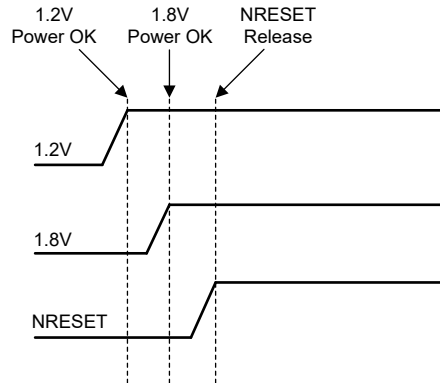 1.2V
Power OK
1.8V
Power OK
NRESET
Release
1.2V
1.8V
NRESET